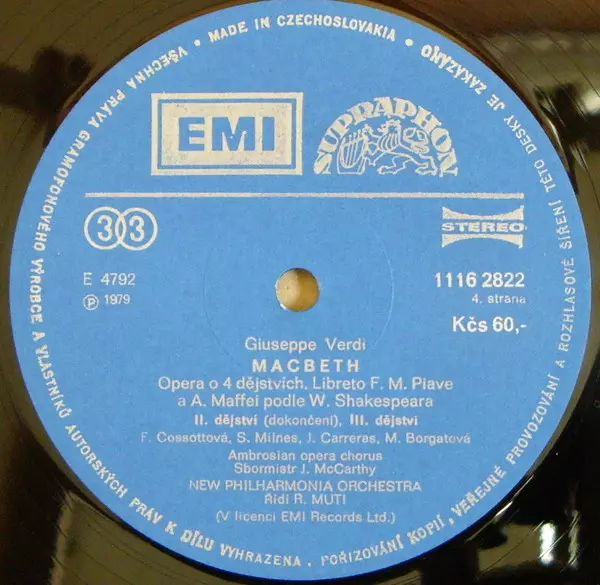 VŠECHNA PRÁVA GRAMOFONOVÉHO VÝROBCE A VLASTNÍKŮ AUTORSKÝCH PRÁV K DÍLU VYHRAZENA. POŘIZOVÁNÍ KOPIÍ, VEŘEJNÉ PROVOZOVÁNÍ A ROZHLASOVÉ ŠÍŘENÍ TÉTO DESKY JE ZAKÁZÁNO • MADE IN CZECHOSLOVAKIA •
EMI
SUPRAPHON
33
STEREO
E 4792
1116 2822
Ⓟ 1979
4. strana
Kčs 60,-
Giuseppe Verdi
MACBETH
Opera o 4 dějstvích. Libreto F. M. Piave
a A. Maffei podle W. Shakespeara
II. dějství (dokončení), III. dějství
F. Cossottová, S. Milnes, J. Carreras, M. Borgatová
Ambrosian opera chorus
Sbormistr J. McCarthy
NEW PHILHARMONIA ORCHESTRA
Řídí R. MUTI
(V licenci EMI Records Ltd.)